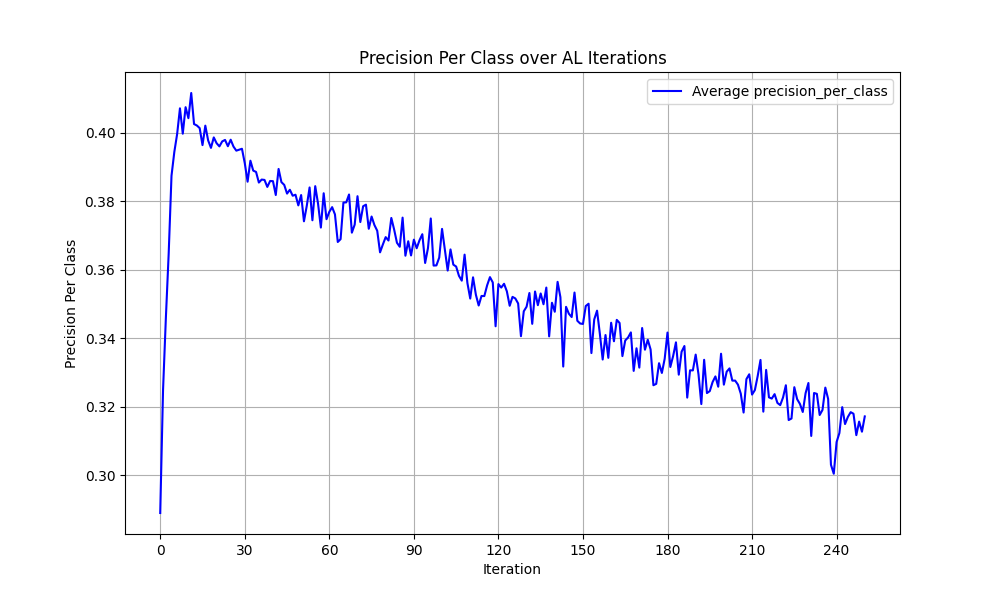 Precision Per Class over AL Iterations
Average precision_per_class
Precision Per Class
0.40
0.38
0.36
0.34
0.32
0.30
0 30 60 90 120 150 180 210 240
Iteration